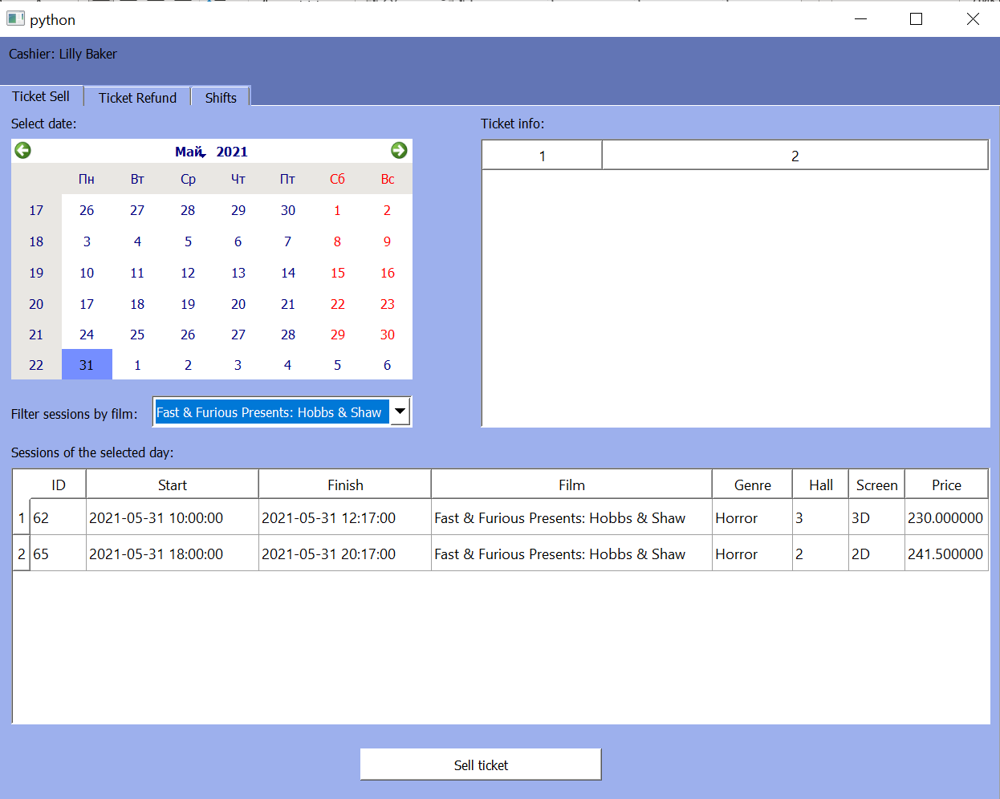 python
Cashier: Lilly Baker
Ticket Sell Ticket Refund Shifts
Select date:
Май 2021
Пн Вт Ср Чт Пт Сб Вс
17 26 27 28 29 30 1 2
18 3 4 5 6 7 8 9
19 10 11 12 13 14 15 16
20 17 18 19 20 21 22 23
21 24 25 26 27 28 29 30
22 31 1 2 3 4 5 6
Filter sessions by film: Fast & Furious Presents: Hobbs & Shaw
Ticket info:
1 2
Sessions of the selected day:
ID Start Finish Film Genre Hall Screen Price
1 62 2021-05-31 10:00:00 2021-05-31 12:17:00 Fast & Furious Presents: Hobbs & Shaw Horror 3 3D 230.000000
2 65 2021-05-31 18:00:00 2021-05-31 20:17:00 Fast & Furious Presents: Hobbs & Shaw Horror 2 2D 241.500000
Sell ticket